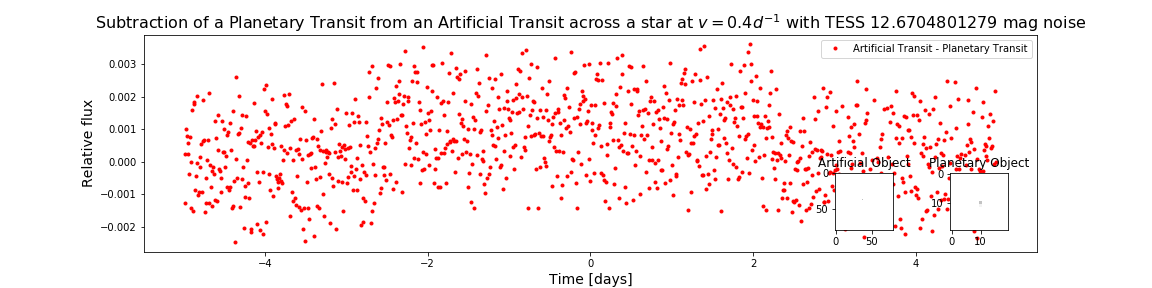 Subtraction of a Planetary Transit from an Artificial Transit across a star at v = 0.4d⁻¹ with TESS 12.6704801279 mag noise
Artificial Transit - Planetary Transit
Relative flux
0.003
0.002
0.001
0.000
−0.001
−0.002
Artificial Object
0
50
0 50
Planetary Object
0
10
0 10
−4 −2 0 2 4
Time [days]